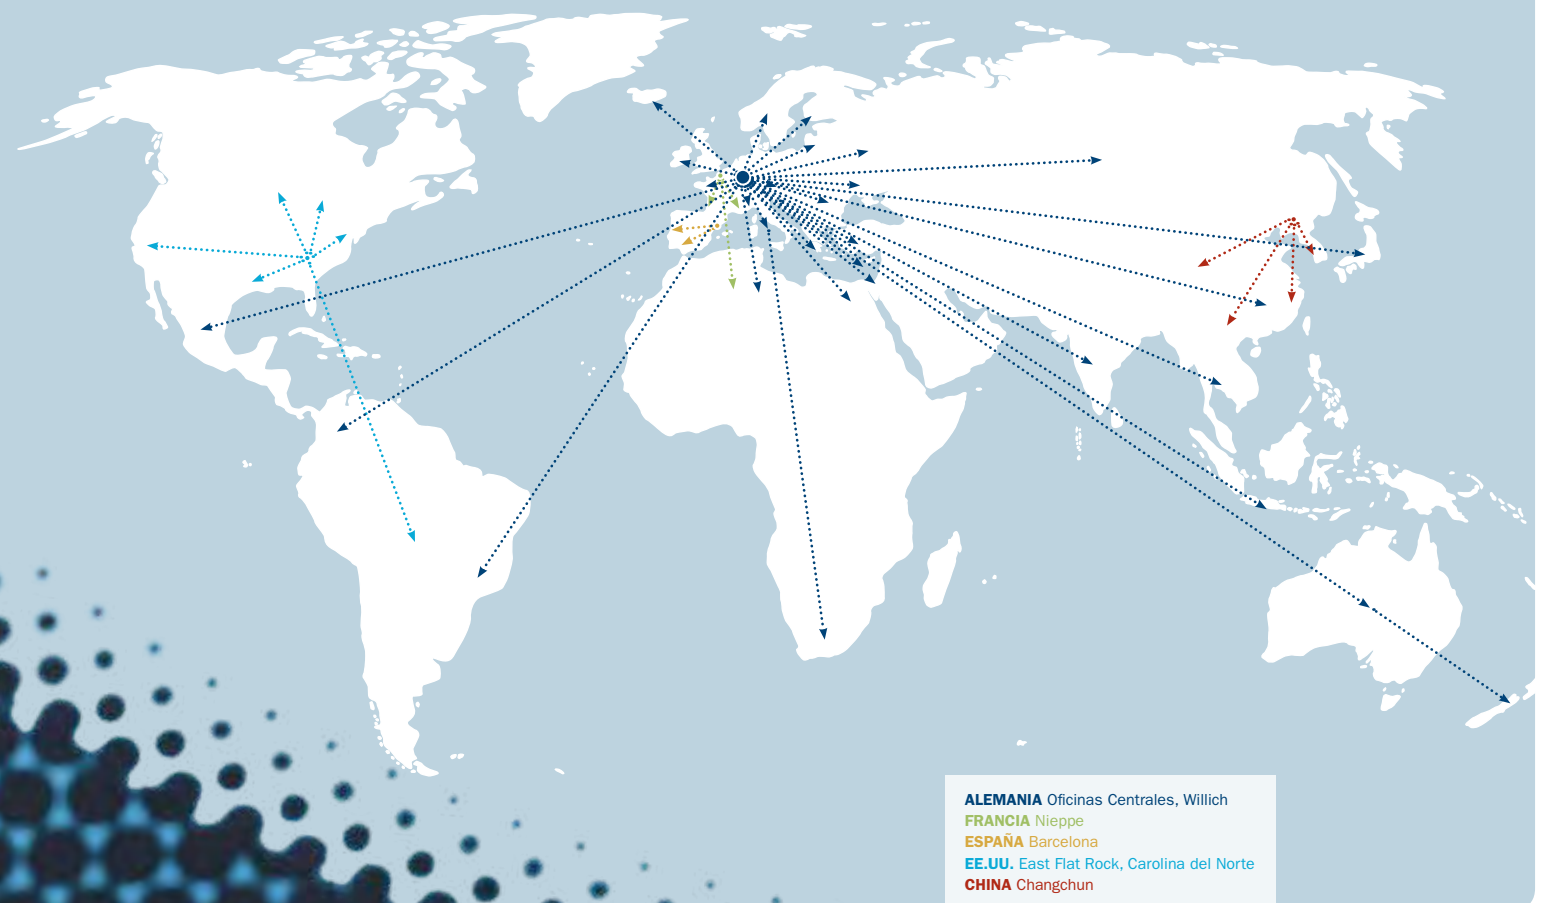 ALEMANIA Oficinas Centrales, Willich
FRANCIA Nieppe
ESPAÑA Barcelona
EE.UU. East Flat Rock, Carolina del Norte
CHINA Changchun